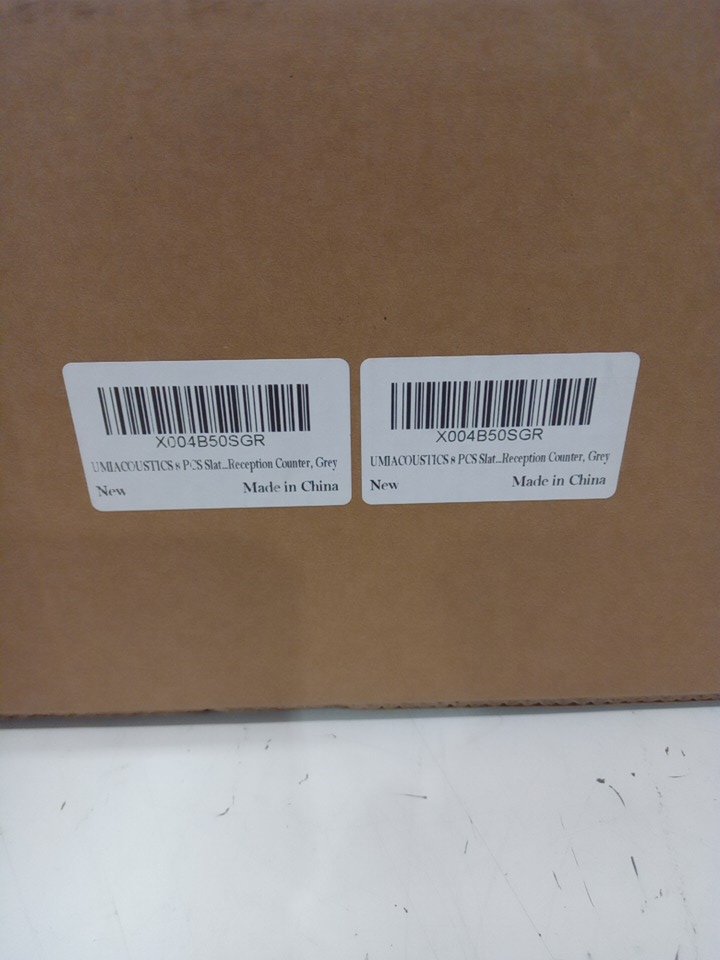 X004B50SGR
UMIACOUSTICS 8 PCS Slat...Reception Counter, Grey
New
Made in China
X004B50SGR
UMIACOUSTICS 8 PCS Slat...Reception Counter, Grey
New
Made in China